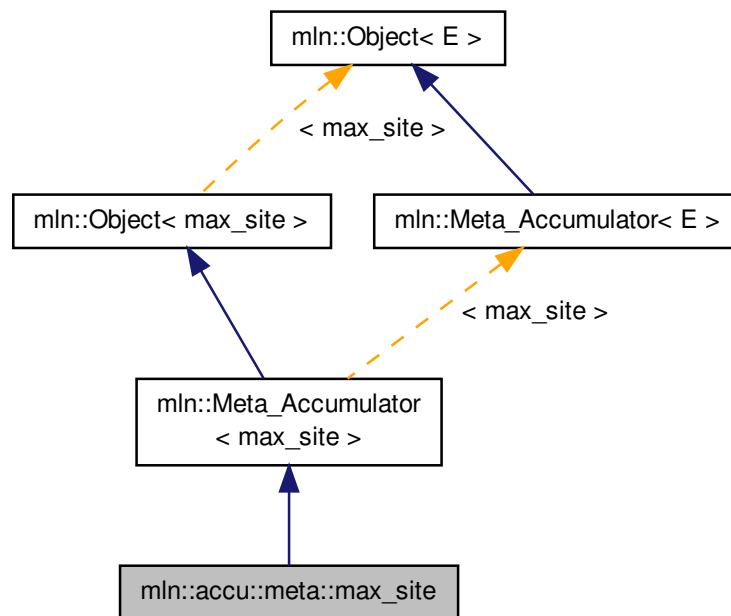 mln::Object< E >
< max_site >
mln::Object< max_site >
mln::Meta_Accumulator< E >
< max_site >
mln::Meta_Accumulator
< max_site >
mln::accu::meta::max_site